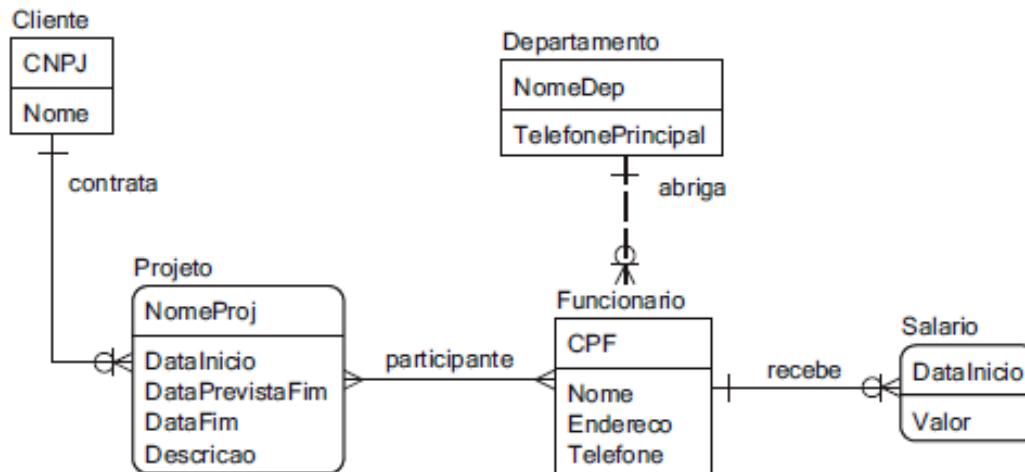 Cliente
CNPJ
Nome
contrata
Departamento
NomeDep
TelefonePrincipal
abriga
Projeto
NomeProj
DataInicio
DataPrevistaFim
DataFim
Descricao
participante
Funcionario
CPF
Nome
Endereco
Telefone
recebe
Salario
DataInicio
Valor